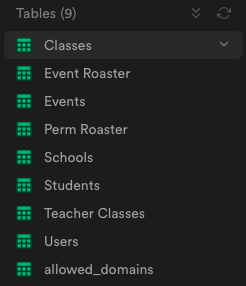 Tables (9)
Classes
Event Roaster
Events
Perm Roaster
Schools
Students
Teacher Classes
Users
allowed_domains